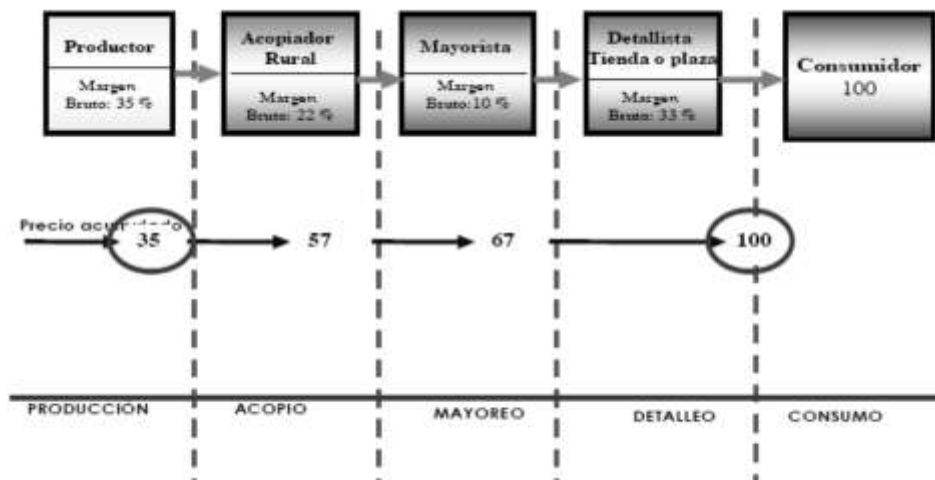 Productor
Margen
Bruto: 35 %
Acopiador
Rural
Margen
Bruto: 22 %
Mayorista
Margen
Bruto:10 %
Detallista
Tienda o plaza
Margen
Bruto: 33 %
Consumidor
100
Precio
35
57
67
100
PRODUCCIÓN
ACOPIO
MAYOREO
DETALLEO
CONSUMO